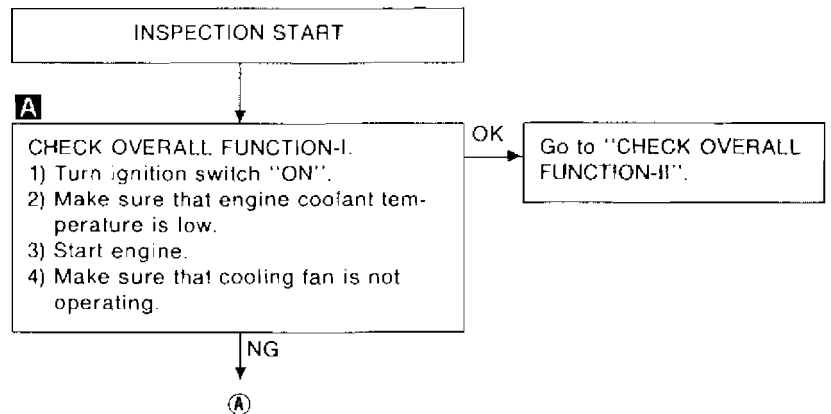 INSPECTION START
A
CHECK OVERALL FUNCTION-I.
1) Turn ignition switch "ON".
2) Make sure that engine coolant tem-
perature is low.
3) Start engine.
4) Make sure that cooling fan is not
operating.
OK
Go to "CHECK OVERALL
FUNCTION-II".
NG
Ⓐ